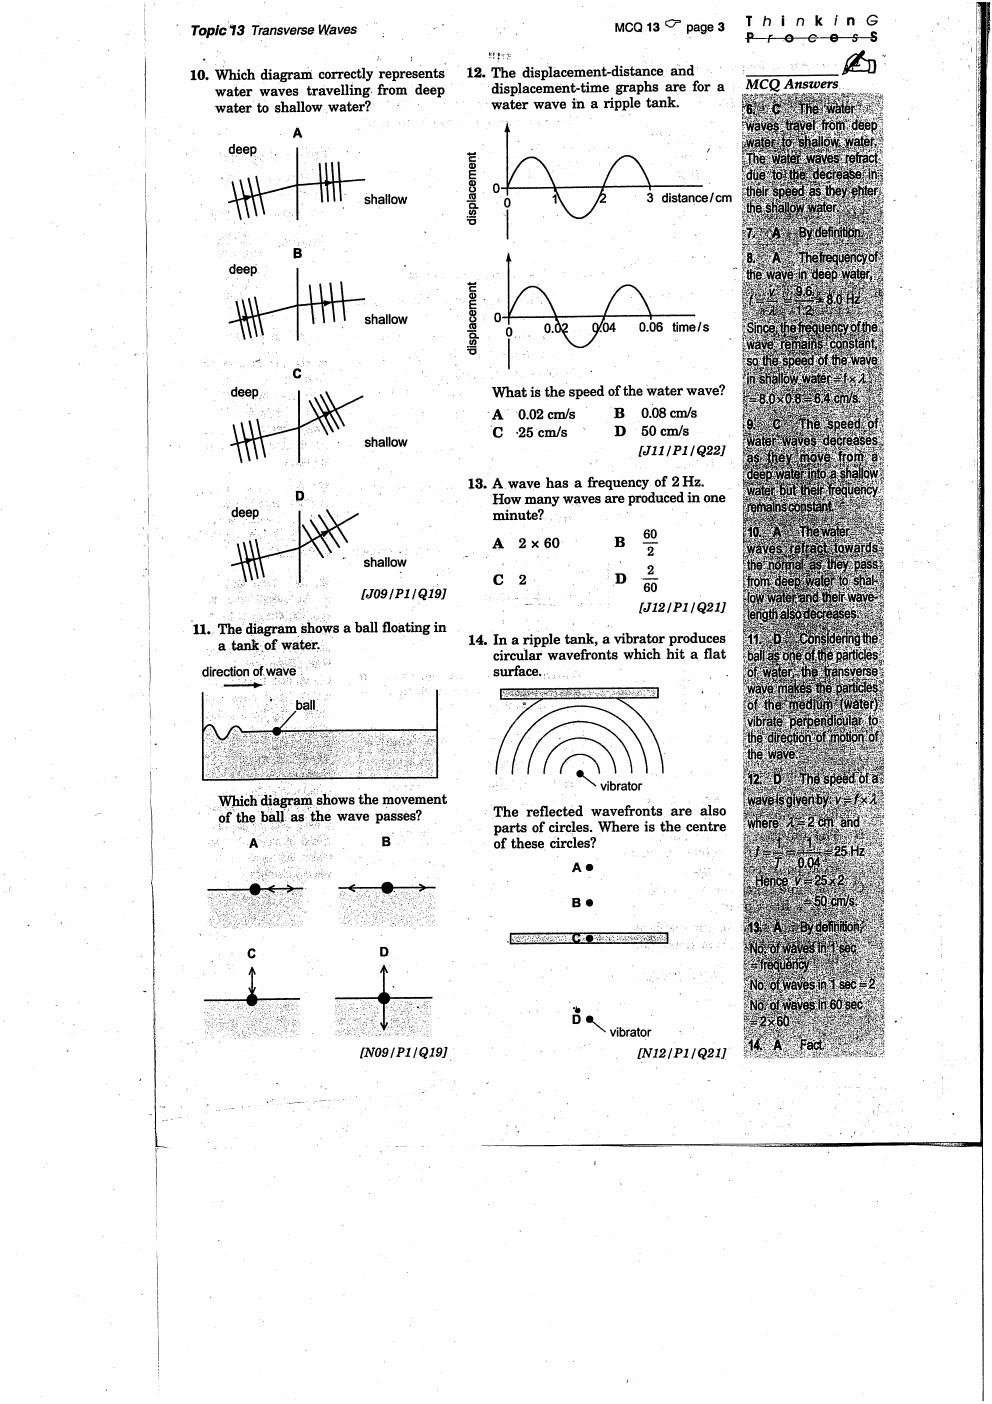 Topic 13 Transverse Waves
MCQ 13 ☞ page 3
ThinkinG
ProcesS
10. Which diagram correctly represents
water waves travelling from deep
water to shallow water?
A
deep
shallow
B
deep
shallow
C
deep
shallow
D
deep
shallow
[J09/P1/Q19]
11. The diagram shows a ball floating in
a tank of water.
direction of wave
ball
Which diagram shows the movement
of the ball as the wave passes?
A B
C D
[N09/P1/Q19]
12. The displacement-distance and
displacement-time graphs are for a
water wave in a ripple tank.
displacement
0
0 1 2 3 distance/cm
displacement
0
0 0.02 0.04 0.06 time/s
What is the speed of the water wave?
A 0.02 cm/s B 0.08 cm/s
C 25 cm/s D 50 cm/s
[J11/P1/Q22]
13. A wave has a frequency of 2 Hz.
How many waves are produced in one
minute?
A 2 × 60 B 60/2
C 2 D 2/60
[J12/P1/Q21]
14. In a ripple tank, a vibrator produces
circular wavefronts which hit a flat
surface.
vibrator
The reflected wavefronts are also
parts of circles. Where is the centre
of these circles?
A
B
C
D
vibrator
[N12/P1/Q21]
MCQ Answers
6. C The water
waves travel from deep
water to shallow water.
The water waves refract
due to the decrease in
their speed as they enter
the shallow water.
7. A By definition.
8. A The frequency of
the wave in deep water,
f = v/λ = 9.6/1.2 = 8.0 Hz
Since, the frequency of the
wave remains constant,
so the speed of the wave
in shallow water = f × λ
= 8.0 × 0.8 = 6.4 cm/s.
9. C The speed of
water waves decreases
as they move from a
deep water into a shallow
water but their frequency
remains constant.
10. A The water
waves refract towards
the normal as they pass
from deep water to shal-
low water and their wave-
length also decreases.
11. D Considering the
ball as one of the particles
of water, the transverse
wave makes the particles
of the medium (water)
vibrate perpendicular to
the direction of motion of
the wave.
12. D The speed of a
wave is given by v = f × λ
where λ = 2 cm and
f = 1/T = 1/0.04 = 25 Hz
Hence v = 25 × 2
= 50 cm/s.
13. A By definition,
No. of waves in 1 sec
= frequency
No. of waves in 1 sec = 2
No. of waves in 60 sec
= 2 × 60
14. A Fact.